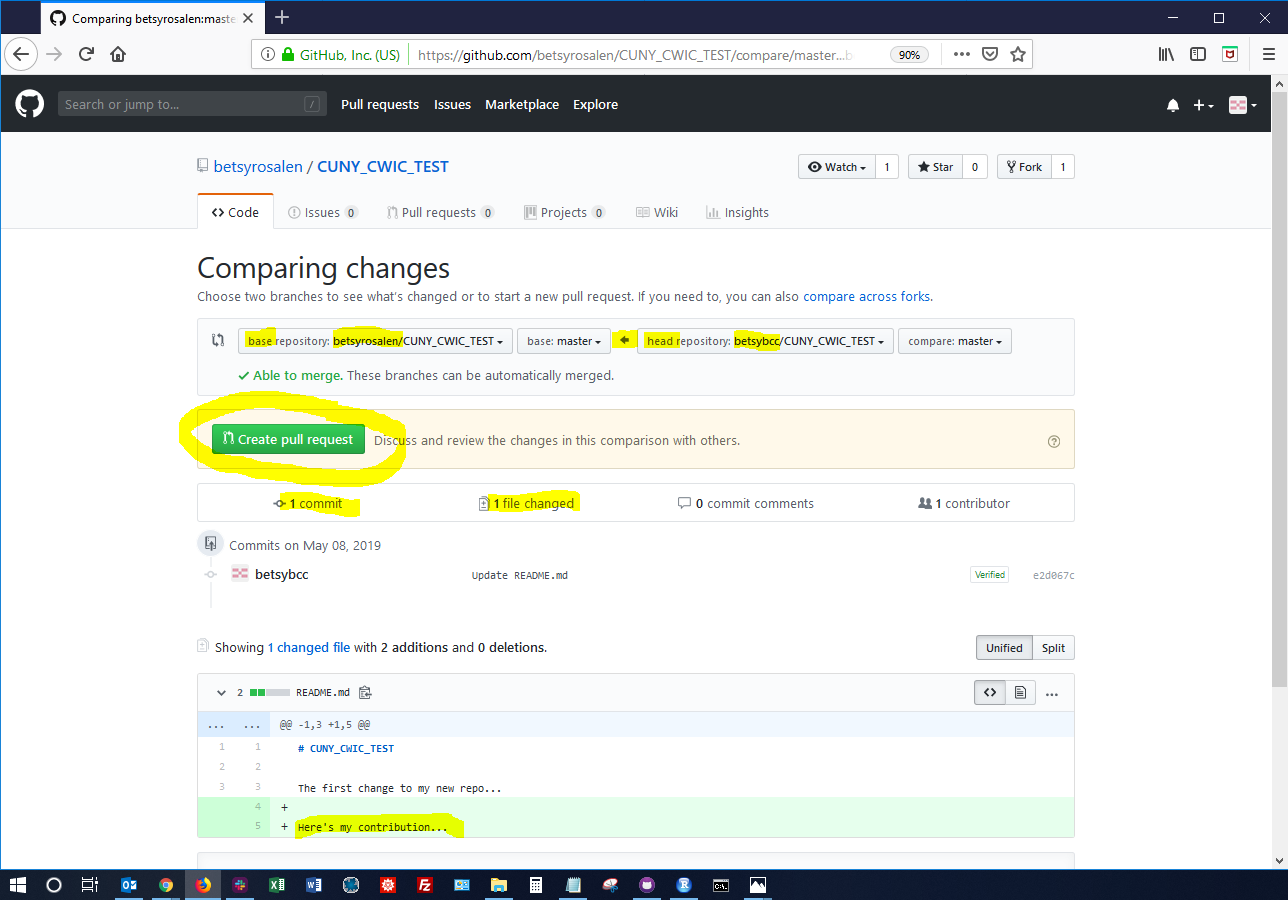 Comparing betsyrosalen:maste
GitHub, Inc. (US) https://github.com/betsyrosalen/CUNY_CWIC_TEST/compare/master...b 90%
Search or jump to... / Pull requests Issues Marketplace Explore
betsyrosalen / CUNY_CWIC_TEST Watch 1 Star 0 Fork 1
Code Issues 0 Pull requests 0 Projects 0 Wiki Insights
Comparing changes
Choose two branches to see what's changed or to start a new pull request. If you need to, you can also compare across forks.
base repository: betsyrosalen/CUNY_CWIC_TEST base: master head repository: betsybcc/CUNY_CWIC_TEST compare: master
Able to merge. These branches can be automatically merged.
Create pull request Discuss and review the changes in this comparison with others.
1 commit 1 file changed 0 commit comments 1 contributor
Commits on May 08, 2019
betsybcc Update README.md Verified e2d067c
Showing 1 changed file with 2 additions and 0 deletions. Unified Split
2 README.md
... ... @@ -1,3 +1,5 @@
1 1 # CUNY_CWIC_TEST
2 2
3 3 The first change to my new repo...
4 +
5 + Here's my contribution...